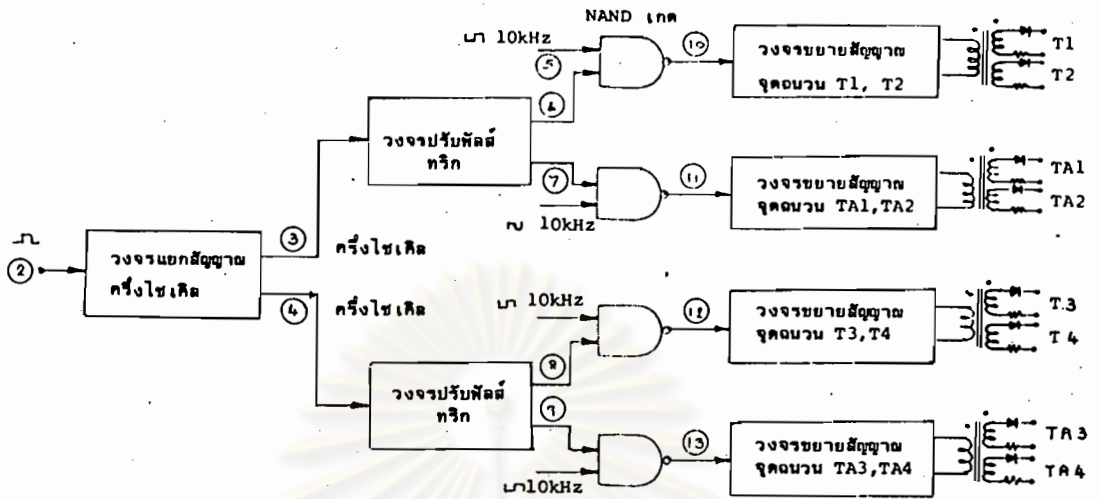 NAND เกต
10kHz
5
10
วงจรขยายสัญญาณ
จุดฉนวน T1, T2
T1
T2
6
วงจรปรับพัลส์
ทริก
7
10kHz
11
วงจรขยายสัญญาณ
จุดฉนวน TA1,TA2
TA1
TA2
2
วงจรแยกสัญญาณ
ครึ่งไซเคิล
3
ครึ่งไซเคิล
4
ครึ่งไซเคิล
10kHz
12
วงจรขยายสัญญาณ
จุดฉนวน T3,T4
T3
T4
8
วงจรปรับพัลส์
ทริก
9
10kHz
13
วงจรขยายสัญญาณ
จุดฉนวน TA3,TA4
TA3
TA4